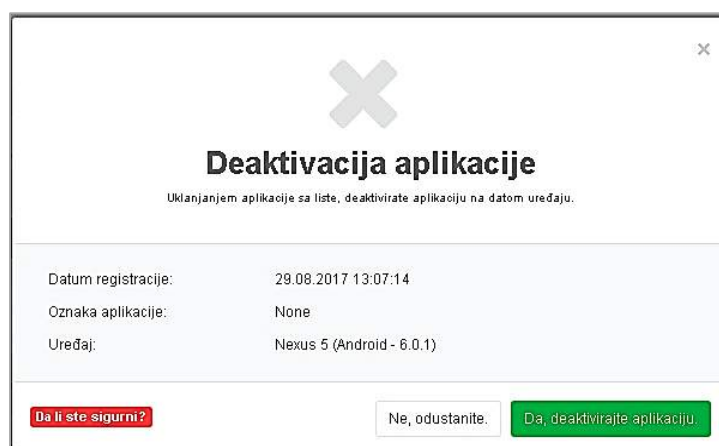 Deaktivacija aplikacije
Uklanjanjem aplikacije sa liste, deaktivirate aplikaciju na datom uređaju.
Datum registracije: 29.08.2017 13:07:14
Oznaka aplikacije: None
Uređaj: Nexus 5 (Android - 6.0.1)
Da li ste sigurni? Ne, odustanite. Da, deaktivirajte aplikaciju.